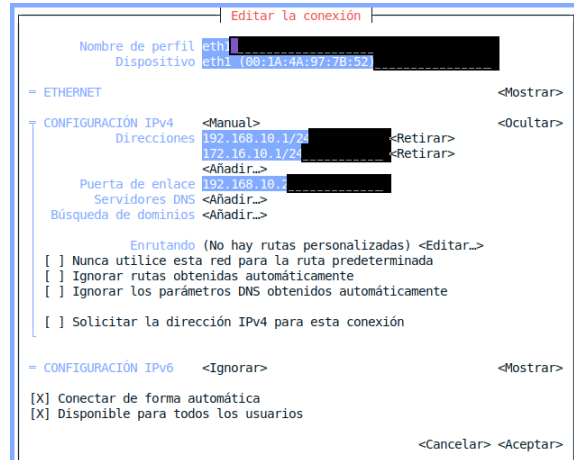 Editar la conexión
Nombre de perfil eth1
Dispositivo eth1 (00:1A:4A:97:7B:52)
= ETHERNET <Mostrar>
= CONFIGURACIÓN IPv4 <Manual> <Ocultar>
Direcciones 192.168.10.1/24 <Retirar>
172.16.10.1/24 <Retirar>
<Añadir…>
Puerta de enlace 192.168.10.2
Servidores DNS <Añadir…>
Búsqueda de dominios <Añadir…>
Enrutando (No hay rutas personalizadas) <Editar…>
[ ] Nunca utilice esta red para la ruta predeterminada
[ ] Ignorar rutas obtenidas automáticamente
[ ] Ignorar los parámetros DNS obtenidos automáticamente
[ ] Solicitar la dirección IPv4 para esta conexión
= CONFIGURACIÓN IPv6 <Ignorar> <Mostrar>
[X] Conectar de forma automática
[X] Disponible para todos los usuarios
<Cancelar> <Aceptar>